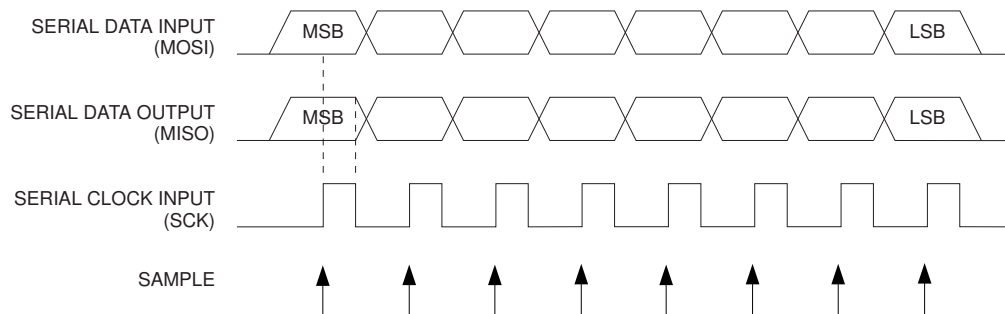 SERIAL DATA INPUT
(MOSI)
MSB
LSB
SERIAL DATA OUTPUT
(MISO)
MSB
LSB
SERIAL CLOCK INPUT
(SCK)
SAMPLE